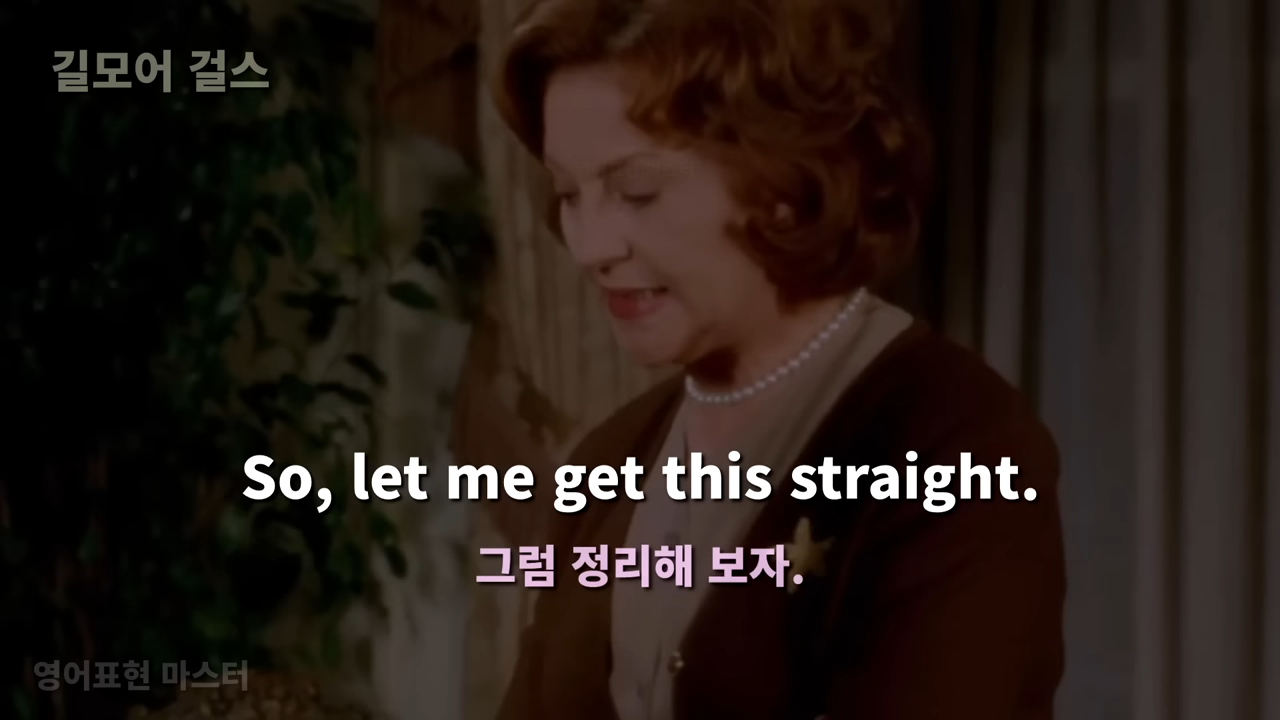 길모어 걸스
So, let me get this straight.
그럼 정리해 보자.
영어표현 마스터